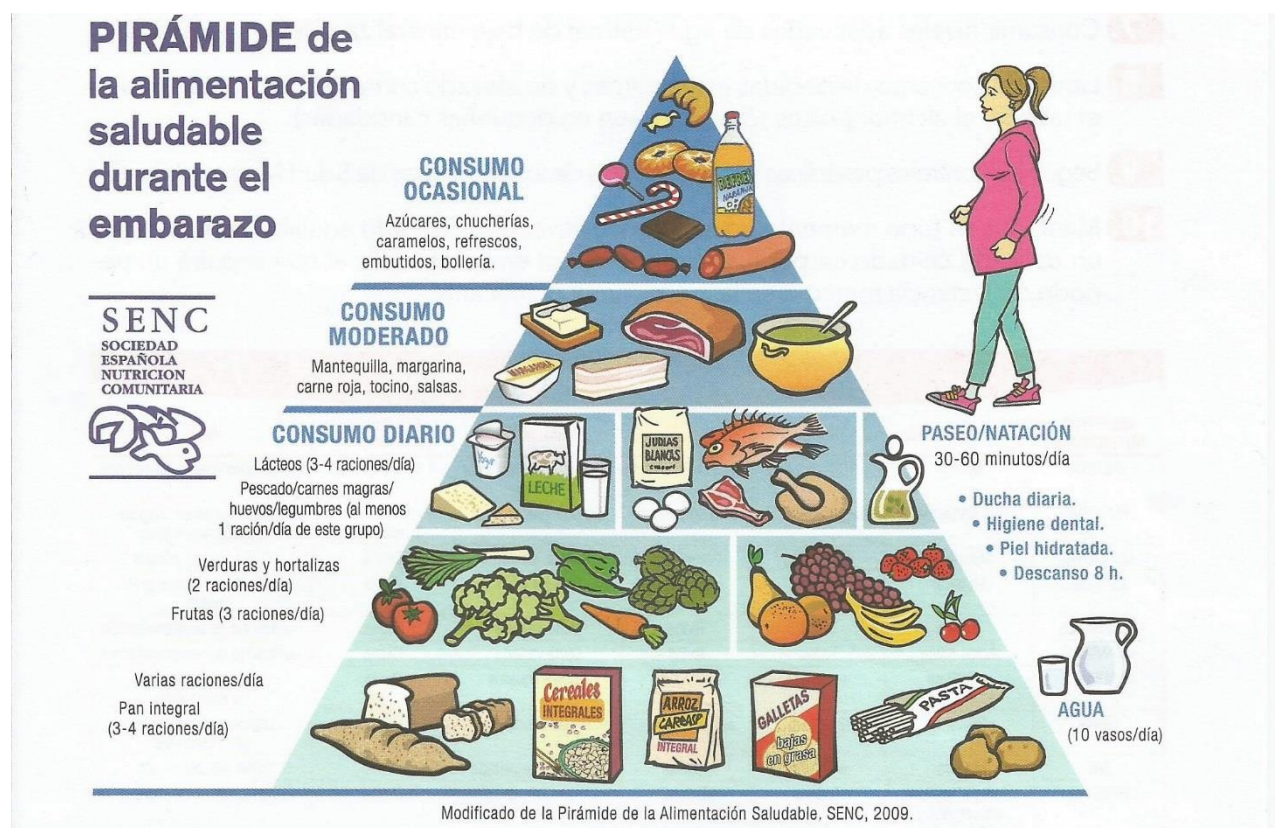 PIRÁMIDE de
la alimentación
saludable
durante el
embarazo
SENC
SOCIEDAD
ESPAÑOLA
NUTRICION
COMUNITARIA
CONSUMO
OCASIONAL
Azúcares, chucherías,
caramelos, refrescos,
embutidos, bollería.
REFRES
NARANJA
CONSUMO
MODERADO
Mantequilla, margarina,
carne roja, tocino, salsas.
MARGARINA
CONSUMO DIARIO
Lácteos (3-4 raciones/día)
Pescado/carnes magras/
huevos/legumbres (al menos
1 ración/día de este grupo)
Yogur
LECHE
JUDIAS
BLANCAS
Verduras y hortalizas
(2 raciones/día)
Frutas (3 raciones/día)
Varias raciones/día
Pan integral
(3-4 raciones/día)
Cereales
INTEGRALES
ARROZ
INTEGRAL
GALLETAS
bajas
en grasa
PASTA
PASEO/NATACIÓN
30-60 minutos/día
• Ducha diaria.
• Higiene dental.
• Piel hidratada.
• Descanso 8 h.
AGUA
(10 vasos/día)
Modificado de la Pirámide de la Alimentación Saludable. SENC, 2009.